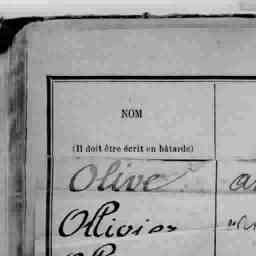 NOM
(Il doit être écrit en bâtarde)
Olive
Ollivier